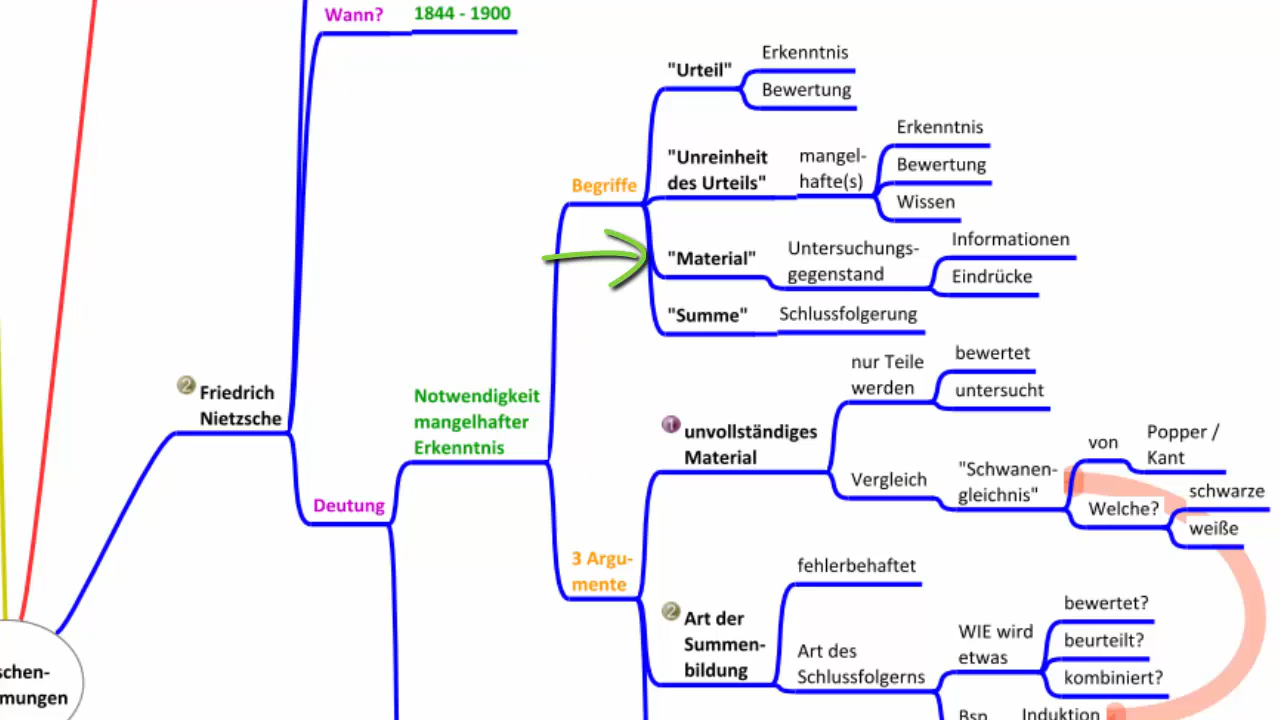 Wann?
1844 - 1900
"Urteil"
Erkenntnis
Bewertung
"Unreinheit
des Urteils"
mangel-
hafte(s)
Erkenntnis
Bewertung
Wissen
Begriffe
"Material"
Untersuchungs-
gegenstand
Informationen
Eindrücke
"Summe"
Schlussfolgerung
2
Friedrich
Nietzsche
Notwendigkeit
mangelhafter
Erkenntnis
Deutung
3 Argu-
mente
1
unvollständiges
Material
nur Teile
werden
bewertet
untersucht
Vergleich
"Schwanen-
gleichnis"
von
Popper /
Kant
Welche?
schwarze
weiße
2
Art der
Summen-
bildung
fehlerbehaftet
Art des
Schlussfolgerns
WIE wird
etwas
bewertet?
beurteilt?
kombiniert?
Bsp
Induktion
schen-
mungen